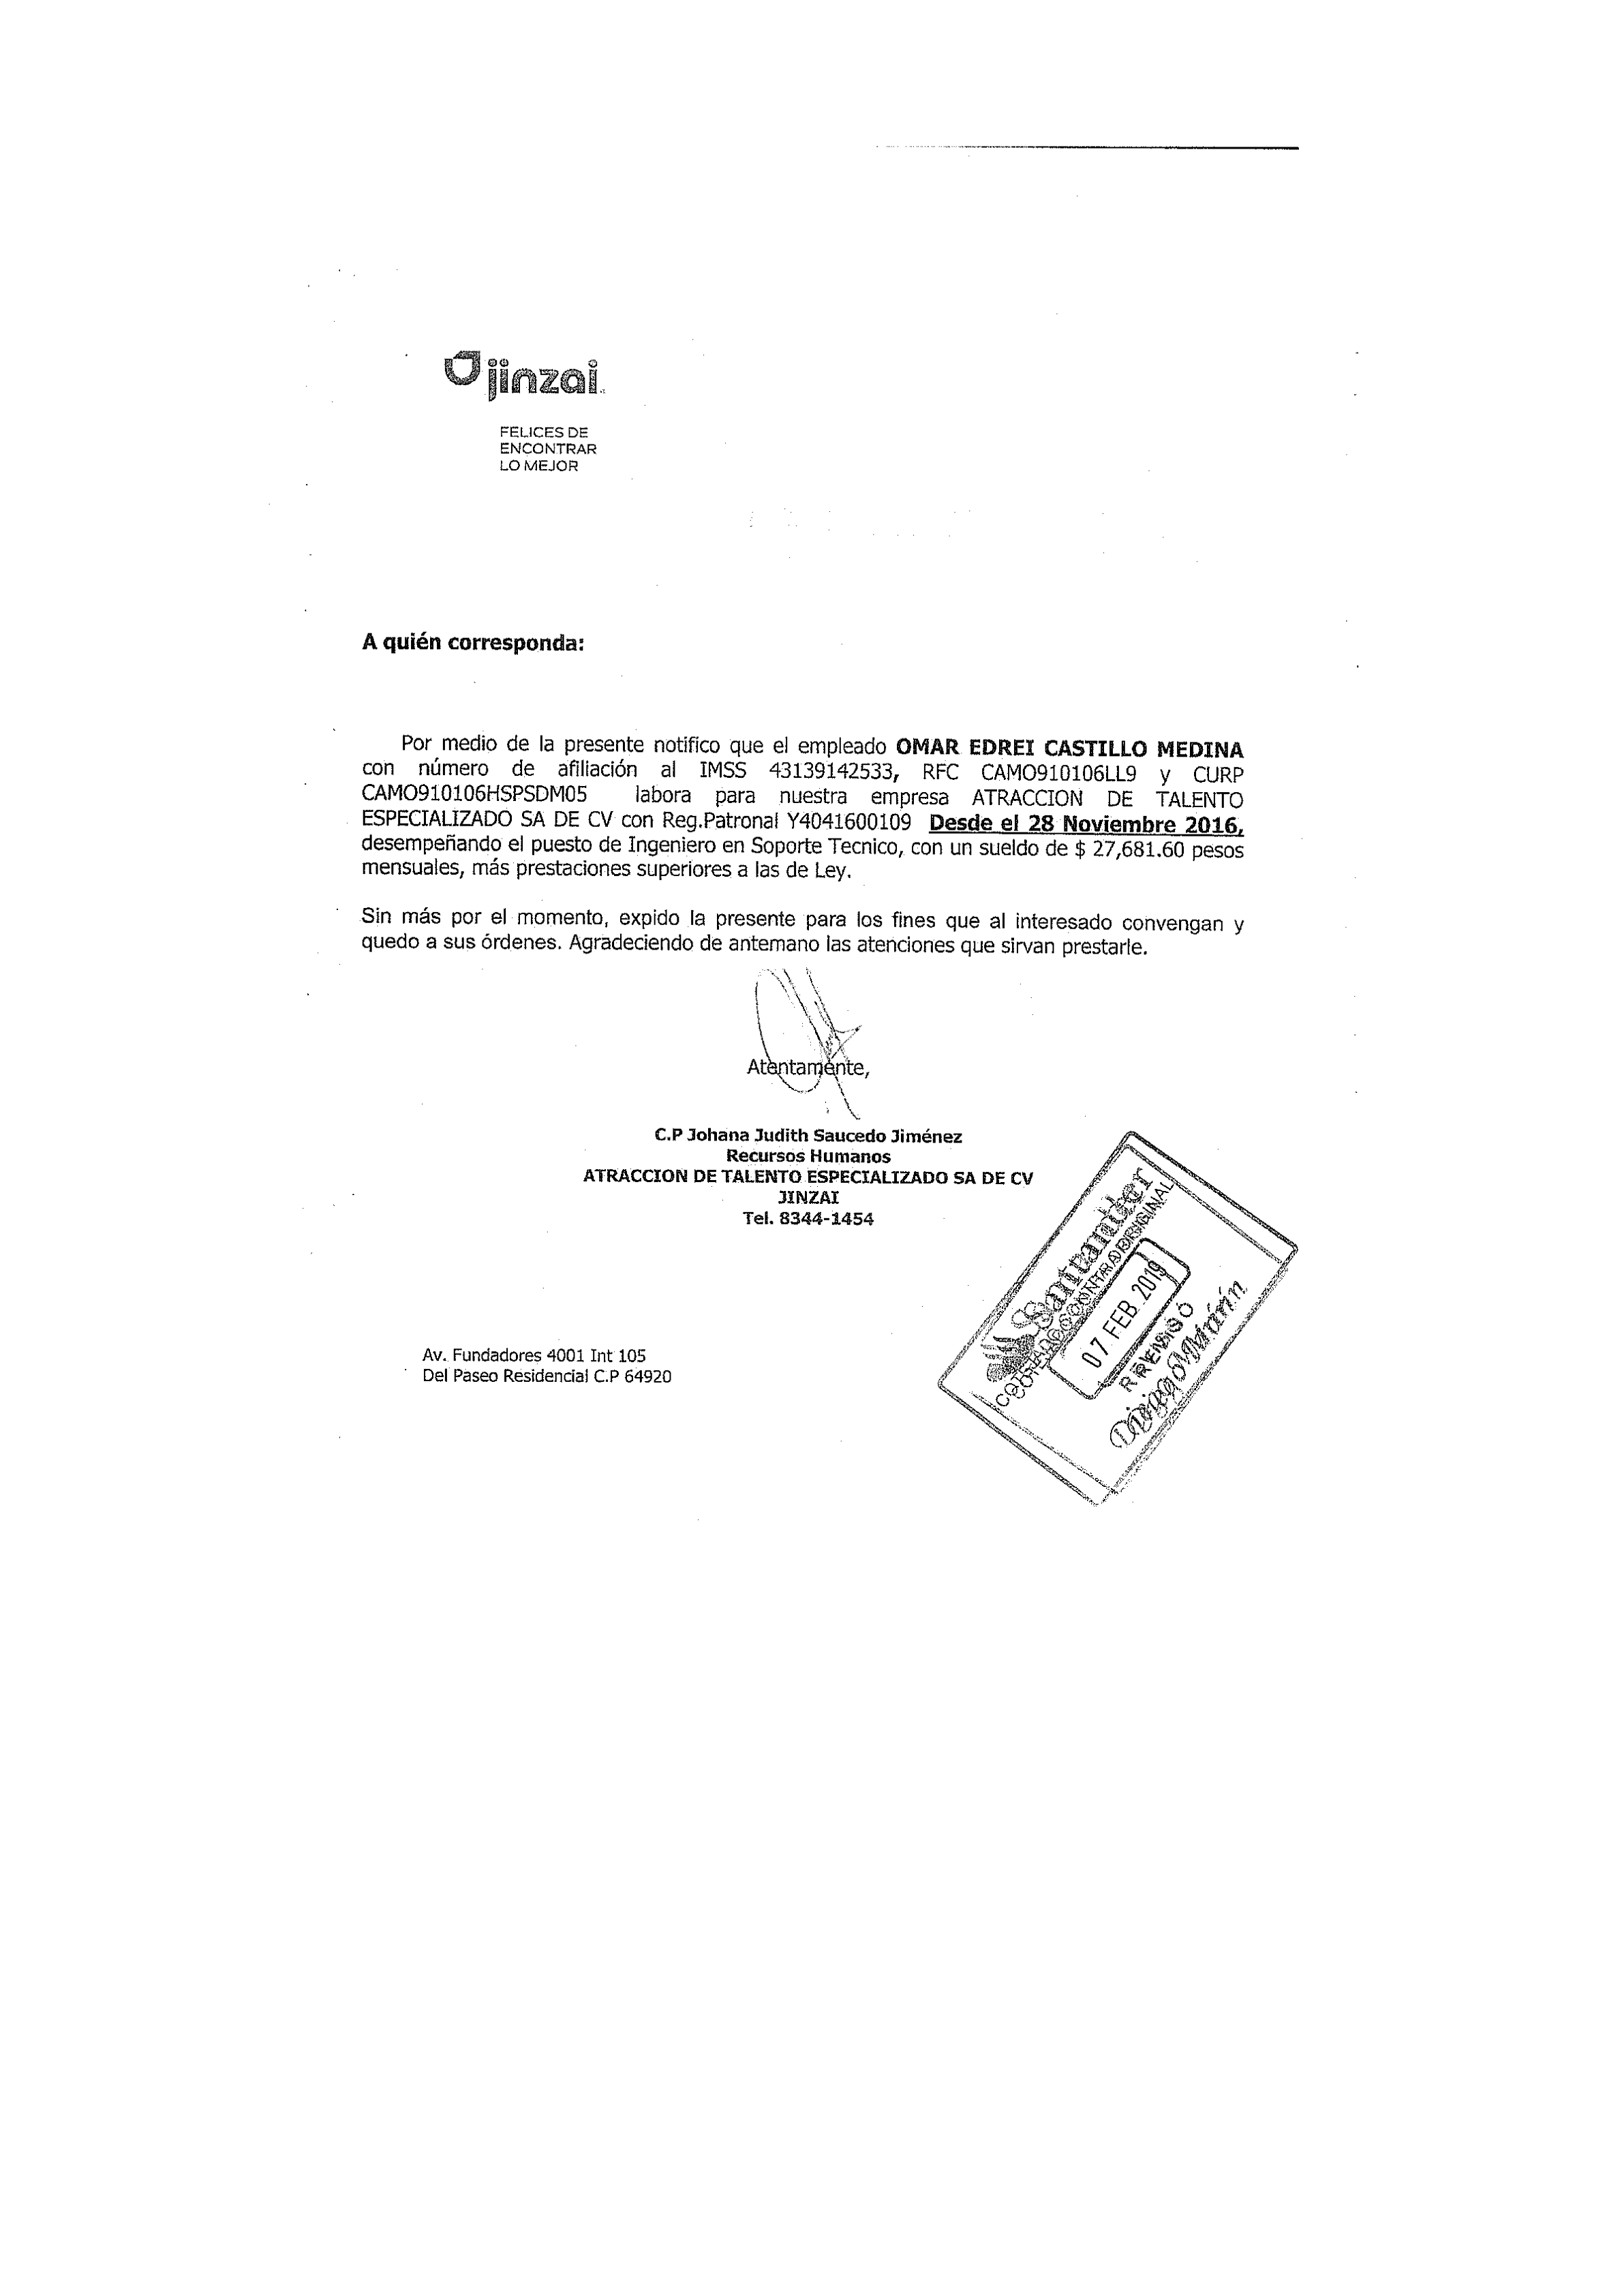 jinzai
FELICES DE
ENCONTRAR
LO MEJOR
A quién corresponda:
Por medio de la presente notifico que el empleado OMAR EDREI CASTILLO MEDINA
con número de afiliación al IMSS 43139142533, RFC CAMO910106LL9 y CURP
CAMO910106HSPSDM05 labora para nuestra empresa ATRACCION DE TALENTO
ESPECIALIZADO SA DE CV con Reg.Patronal Y4041600109 Desde el 28 Noviembre 2016,
desempeñando el puesto de Ingeniero en Soporte Tecnico, con un sueldo de $ 27,681.60 pesos
mensuales, más prestaciones superiores a las de Ley.
Sin más por el momento, expido la presente para los fines que al interesado convengan y
quedo a sus órdenes. Agradeciendo de antemano las atenciones que sirvan prestarle.
Atentamente,
C.P Johana Judith Saucedo Jiménez
Recursos Humanos
ATRACCION DE TALENTO ESPECIALIZADO SA DE CV
JINZAI
Tel. 8344-1454
Santander
COTEJADO CONTRA ORIGINAL
07 FEB 2019
REVISÓ
Av. Fundadores 4001 Int 105
Del Paseo Residencial C.P 64920